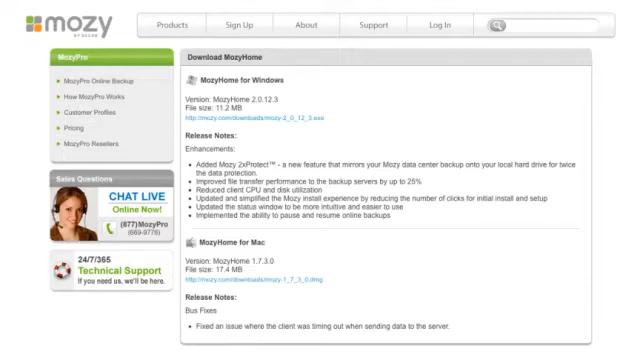 mozy
Products
Sign Up
About
Support
Log In
MozyPro
MozyPro Online Backup
How MozyPro Works
Customer Profiles
Pricing
MozyPro Resellers
Sales Questions
CHAT LIVE
Online Now!
(877)MozyPro
(669-9776)
24/7/365
Technical Support
If you need us, we'll be here.
Download MozyHome
MozyHome for Windows
Version: MozyHome 2.0.12.3
File size: 11.2 MB
http://mozy.com/downloads/mozy-2_0_12_3.exe
Release Notes:
Enhancements:
Added Mozy 2xProtect™ - a new feature that mirrors your Mozy data center backup onto your local hard drive for twice
the data protection.
Improved file transfer performance to the backup servers by up to 25%
Reduced client CPU and disk utilization
Updated and simplified the Mozy install experience by reducing the number of clicks for initial install and setup
Updated the status window to be more intuitive and easier to use
Implemented the ability to pause and resume online backups
MozyHome for Mac
Version: MozyHome 1.7.3.0
File size: 17.4 MB
http://mozy.com/downloads/mozy-1_7_3_0.dmg
Release Notes:
Bus Fixes
Fixed an issue where the client was timing out when sending data to the server.